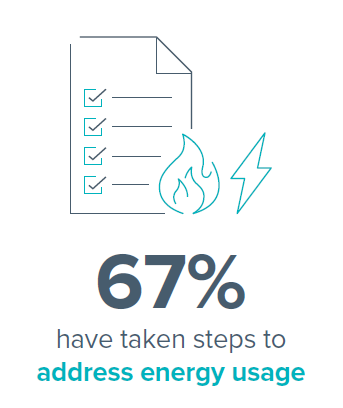 67%
have taken steps to
address energy usage